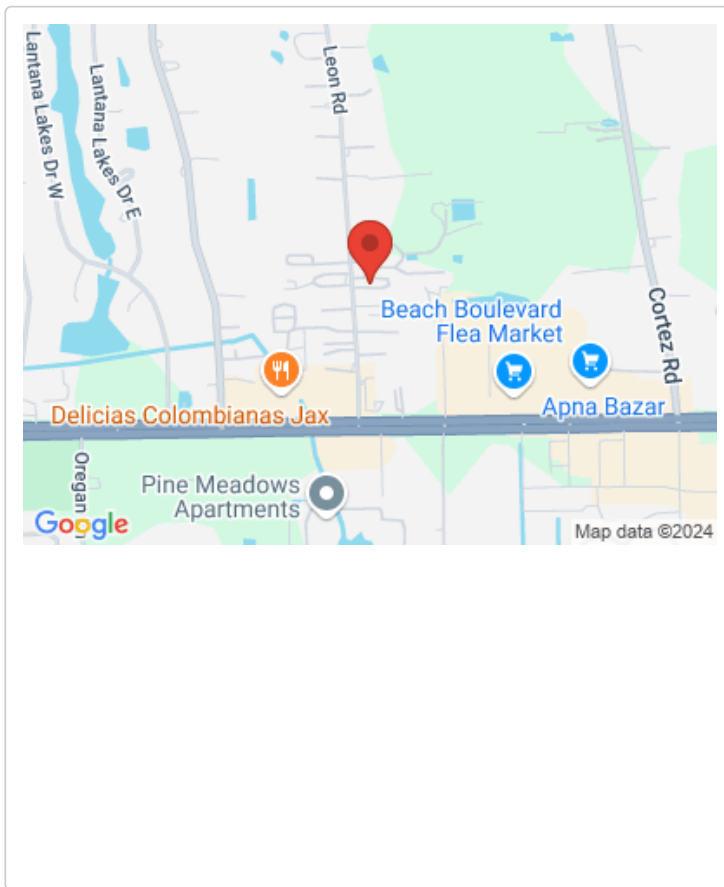 Lantana Lakes Dr W
Lantana Lakes Dr E
Leon Rd
Cortez Rd
Beach Boulevard
Flea Market
Apna Bazar
Delicias Colombianas Jax
Pine Meadows
Apartments
Oregan
Google
Map data ©2024